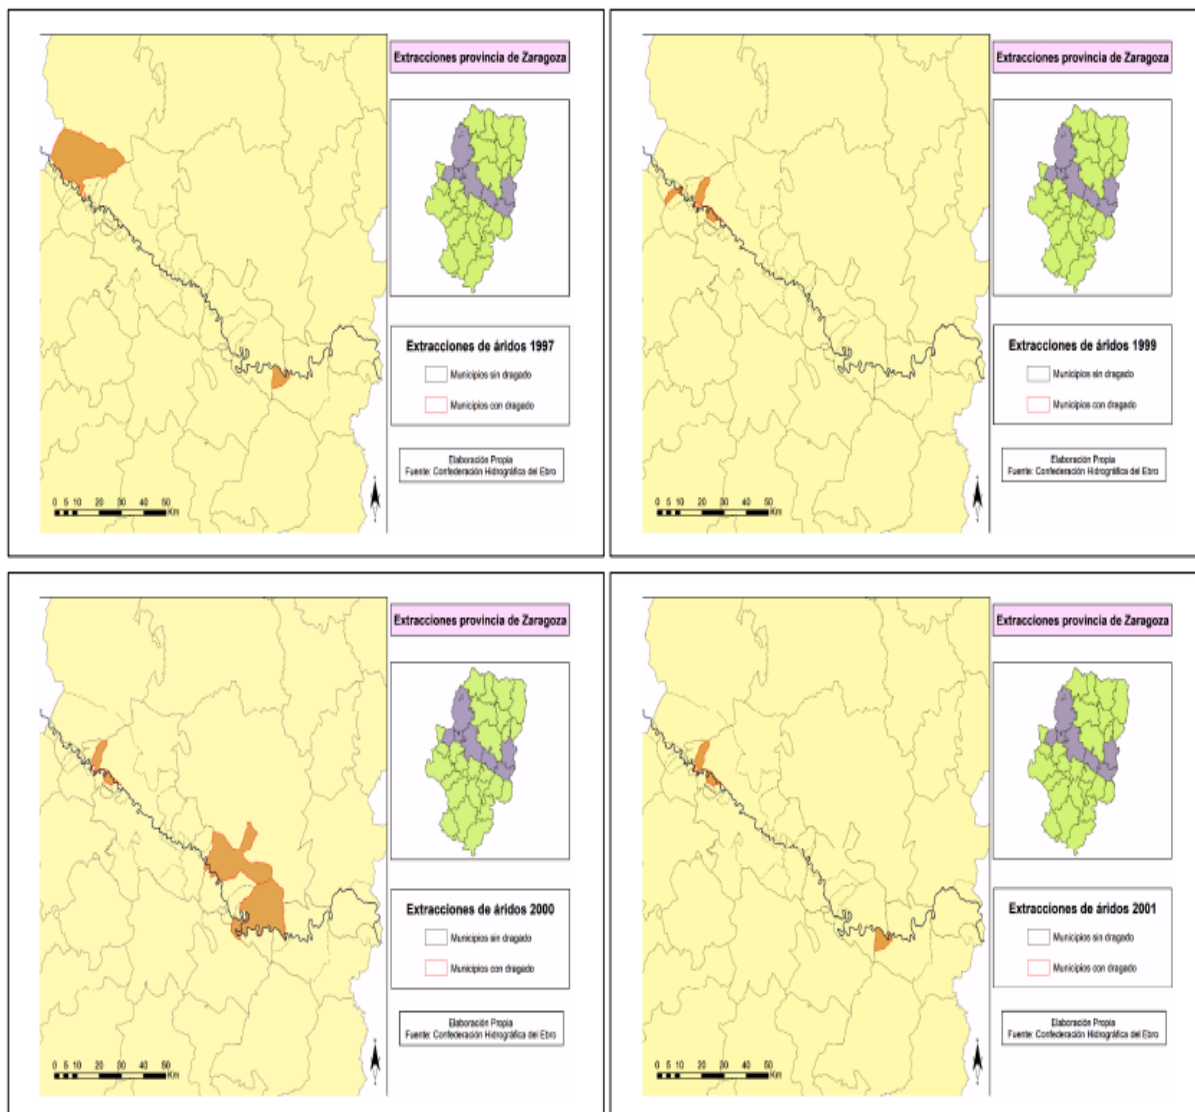 Extracciones provincia de Zaragoza
Extracciones de áridos 1997
Municipios sin dragado
Municipios con dragado
Elaboración Propia
Fuente: Confederación Hidrográfica del Ebro
0 5 10 20 30 40 50
Km
Extracciones provincia de Zaragoza
Extracciones de áridos 1999
Municipios sin dragado
Municipios con dragado
Elaboración Propia
Fuente: Confederación Hidrográfica del Ebro
0 5 10 20 30 40 50
Km
Extracciones provincia de Zaragoza
Extracciones de áridos 2000
Municipios sin dragado
Municipios con dragado
Elaboración Propia
Fuente: Confederación Hidrográfica del Ebro
0 5 10 20 30 40 50
Km
Extracciones provincia de Zaragoza
Extracciones de áridos 2001
Municipios sin dragado
Municipios con dragado
Elaboración Propia
Fuente: Confederación Hidrográfica del Ebro
0 5 10 20 30 40 50
Km